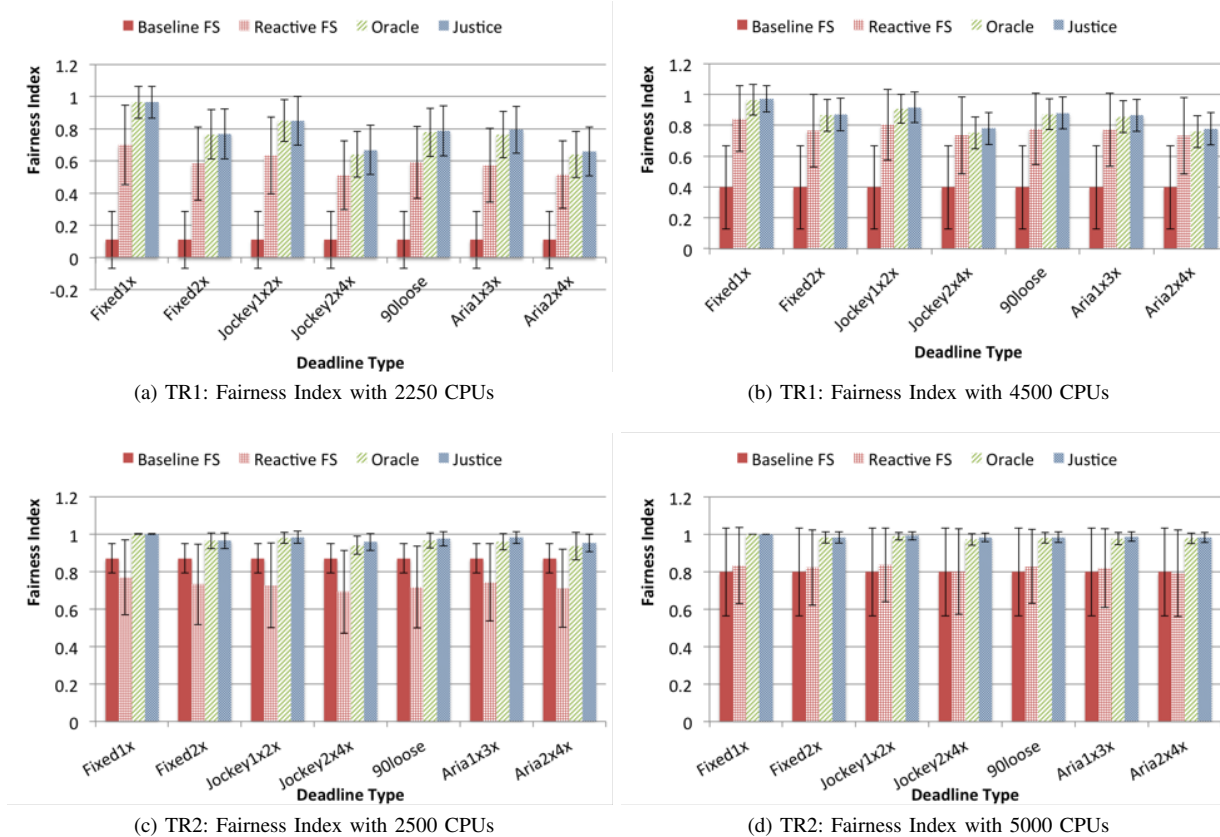 Baseline FS Reactive FS Oracle Justice
Fairness Index
1.2
1
0.8
0.6
0.4
0.2
0
-0.2
Fixed1x Fixed2x Jockey1x2x Jockey2x4x 90loose Aria1x3x Aria2x4x
Deadline Type
(a) TR1: Fairness Index with 2250 CPUs
Baseline FS Reactive FS Oracle Justice
Fairness Index
1.2
1
0.8
0.6
0.4
0.2
0
Fixed1x Fixed2x Jockey1x2x Jockey2x4x 90loose Aria1x3x Aria2x4x
Deadline Type
(b) TR1: Fairness Index with 4500 CPUs
Baseline FS Reactive FS Oracle Justice
Fairness Index
1.2
1
0.8
0.6
0.4
0.2
0
Fixed1x Fixed2x Jockey1x2x Jockey2x4x 90loose Aria1x3x Aria2x4x
Deadline Type
(c) TR2: Fairness Index with 2500 CPUs
Baseline FS Reactive FS Oracle Justice
Fairness Index
1.2
1
0.8
0.6
0.4
0.2
0
Fixed1x Fixed2x Jockey1x2x Jockey2x4x 90loose Aria1x3x Aria2x4x
Deadline Type
(d) TR2: Fairness Index with 5000 CPUs